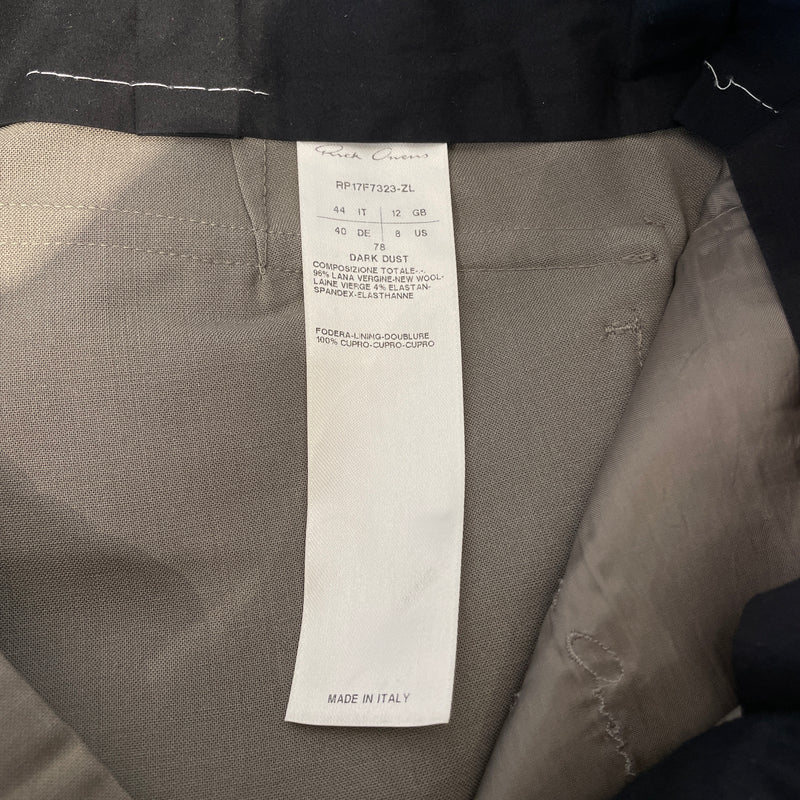 Rick Owens
RP17F7323-ZL
44 IT 12 GB
40 DE 8 US
78
DARK DUST
COMPOSIZIONE TOTALE-.-.
96% LANA VERGINE-NEW WOOL-
LAINE VIERGE 4% ELASTAN-
SPANDEX-ELASTHANNE
FODERA-LINING-DOUBLURE
100% CUPRO-CUPRO-CUPRO
MADE IN ITALY